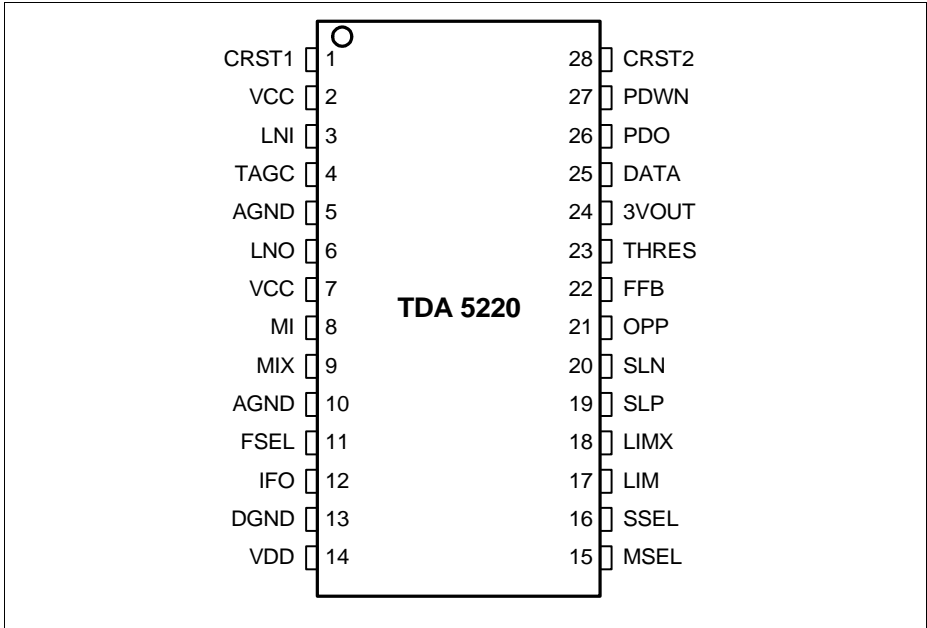 CRST1 1 28 CRST2
VCC 2 27 PDWN
LNI 3 26 PDO
TAGC 4 25 DATA
AGND 5 24 3VOUT
LNO 6 23 THRES
VCC 7 22 FFB
TDA 5220
MI 8 21 OPP
MIX 9 20 SLN
AGND 10 19 SLP
FSEL 11 18 LIMX
IFO 12 17 LIM
DGND 13 16 SSEL
VDD 14 15 MSEL